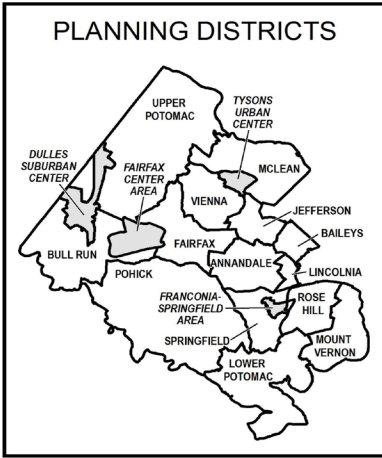 PLANNING DISTRICTS
UPPER
POTOMAC
TYSONS
URBAN
CENTER
DULLES
SUBURBAN
CENTER
FAIRFAX
CENTER
AREA
MCLEAN
VIENNA
JEFFERSON
BAILEYS
BULL RUN
FAIRFAX
ANNANDALE
LINCOLNIA
POHICK
FRANCONIA-
SPRINGFIELD
AREA
ROSE
HILL
SPRINGFIELD
MOUNT
VERNON
LOWER
POTOMAC